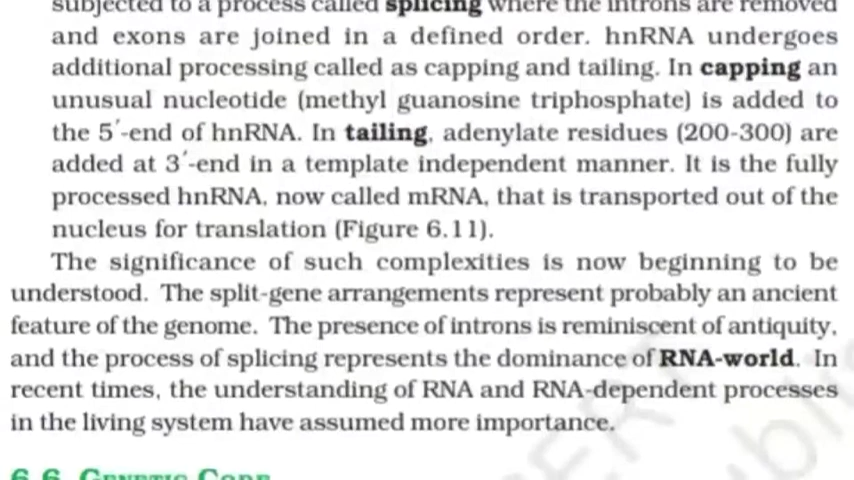 subjected to a process called splicing where the introns are removed
and exons are joined in a defined order. hnRNA undergoes
additional processing called as capping and tailing. In capping an
unusual nucleotide (methyl guanosine triphosphate) is added to
the 5′-end of hnRNA. In tailing, adenylate residues (200-300) are
added at 3′-end in a template independent manner. It is the fully
processed hnRNA, now called mRNA, that is transported out of the
nucleus for translation (Figure 6.11).
The significance of such complexities is now beginning to be
understood. The split-gene arrangements represent probably an ancient
feature of the genome. The presence of introns is reminiscent of antiquity,
and the process of splicing represents the dominance of RNA-world. In
recent times, the understanding of RNA and RNA-dependent processes
in the living system have assumed more importance.
6.6 GENETIC CODE